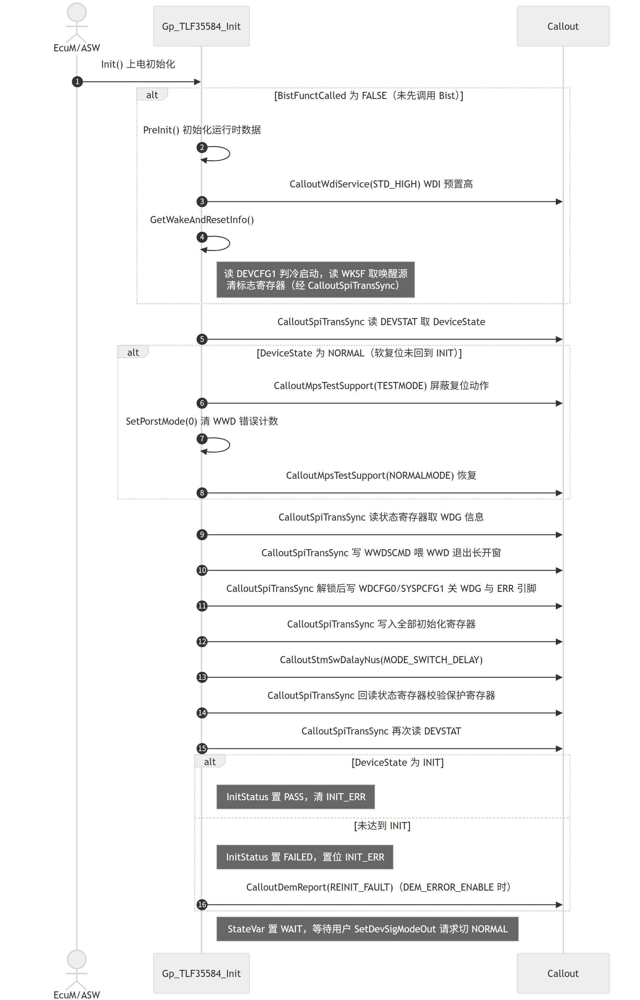 EcuM/ASW
Gp_TLF35584_Init
Callout
Init() 上电初始化
1
alt
[BistFunctCalled 为 FALSE（未先调用 Bist）]
PreInit() 初始化运行时数据
2
CalloutWdiService(STD_HIGH) WDI 预置高
3
GetWakeAndResetInfo()
4
读 DEVCFG1 判冷启动，读 WKSF 取唤醒源
清标志寄存器（经 CalloutSpiTransSync）
CalloutSpiTransSync 读 DEVSTAT 取 DeviceState
5
alt
[DeviceState 为 NORMAL（软复位未回到 INIT）]
CalloutMpsTestSupport(TESTMODE) 屏蔽复位动作
6
SetPorstMode(0) 清 WWD 错误计数
7
CalloutMpsTestSupport(NORMALMODE) 恢复
8
CalloutSpiTransSync 读状态寄存器取 WDG 信息
9
CalloutSpiTransSync 写 WWDSCMD 喂 WWD 退出长开窗
10
CalloutSpiTransSync 解锁后写 WDCFG0/SYSPCFG1 关 WDG 与 ERR 引脚
11
CalloutSpiTransSync 写入全部初始化寄存器
12
CalloutStmSwDalayNus(MODE_SWITCH_DELAY)
13
CalloutSpiTransSync 回读状态寄存器校验保护寄存器
14
CalloutSpiTransSync 再次读 DEVSTAT
15
alt
[DeviceState 为 INIT]
InitStatus 置 PASS，清 INIT_ERR
[未达到 INIT]
InitStatus 置 FAILED，置位 INIT_ERR
CalloutDemReport(REINIT_FAULT)（DEM_ERROR_ENABLE 时）
16
StateVar 置 WAIT，等待用户 SetDevSigModeOut 请求切 NORMAL
EcuM/ASW
Gp_TLF35584_Init
Callout